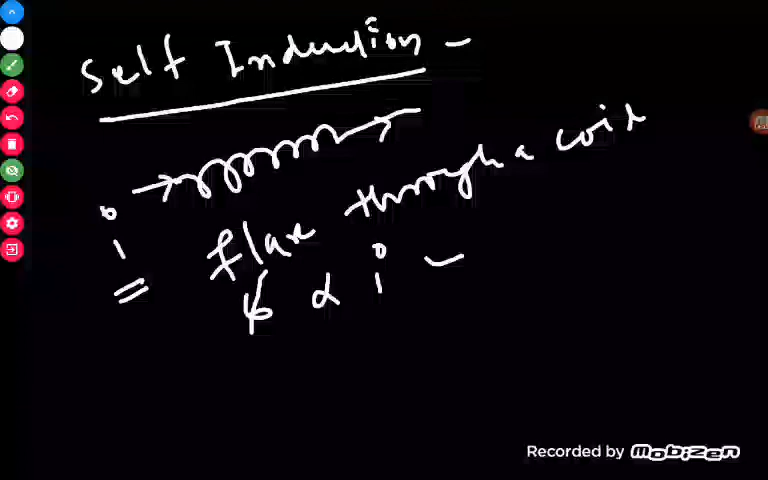 Self Induction -
i
= flux through a coil
φ ∝ i
Recorded by MOBIZEN